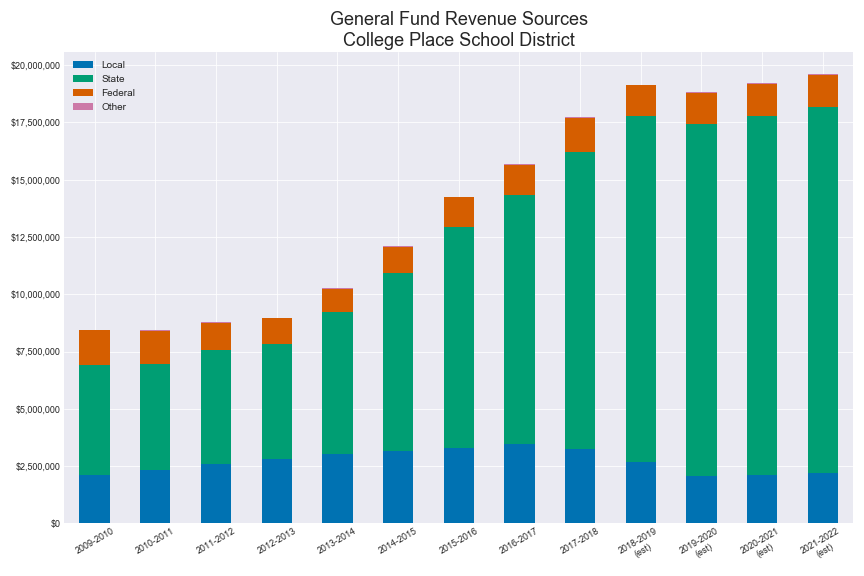 General Fund Revenue Sources
College Place School District
Local
State
Federal
Other
$20,000,000
$17,500,000
$15,000,000
$12,500,000
$10,000,000
$7,500,000
$5,000,000
$2,500,000
$0
2009-2010
2010-2011
2011-2012
2012-2013
2013-2014
2014-2015
2015-2016
2016-2017
2017-2018
2018-2019
(est)
2019-2020
(est)
2020-2021
(est)
2021-2022
(est)